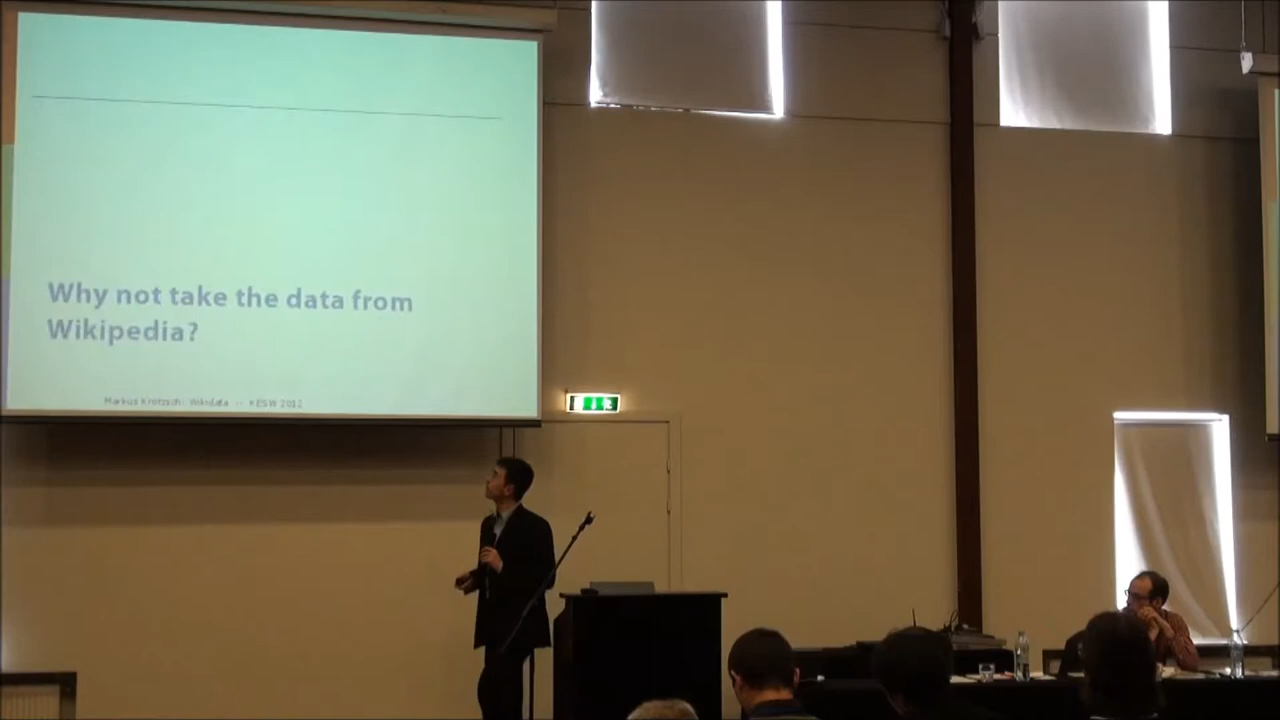 Why not take the data from
Wikipedia?
Markus Krötzsch: Wikidata -- KESW 2012